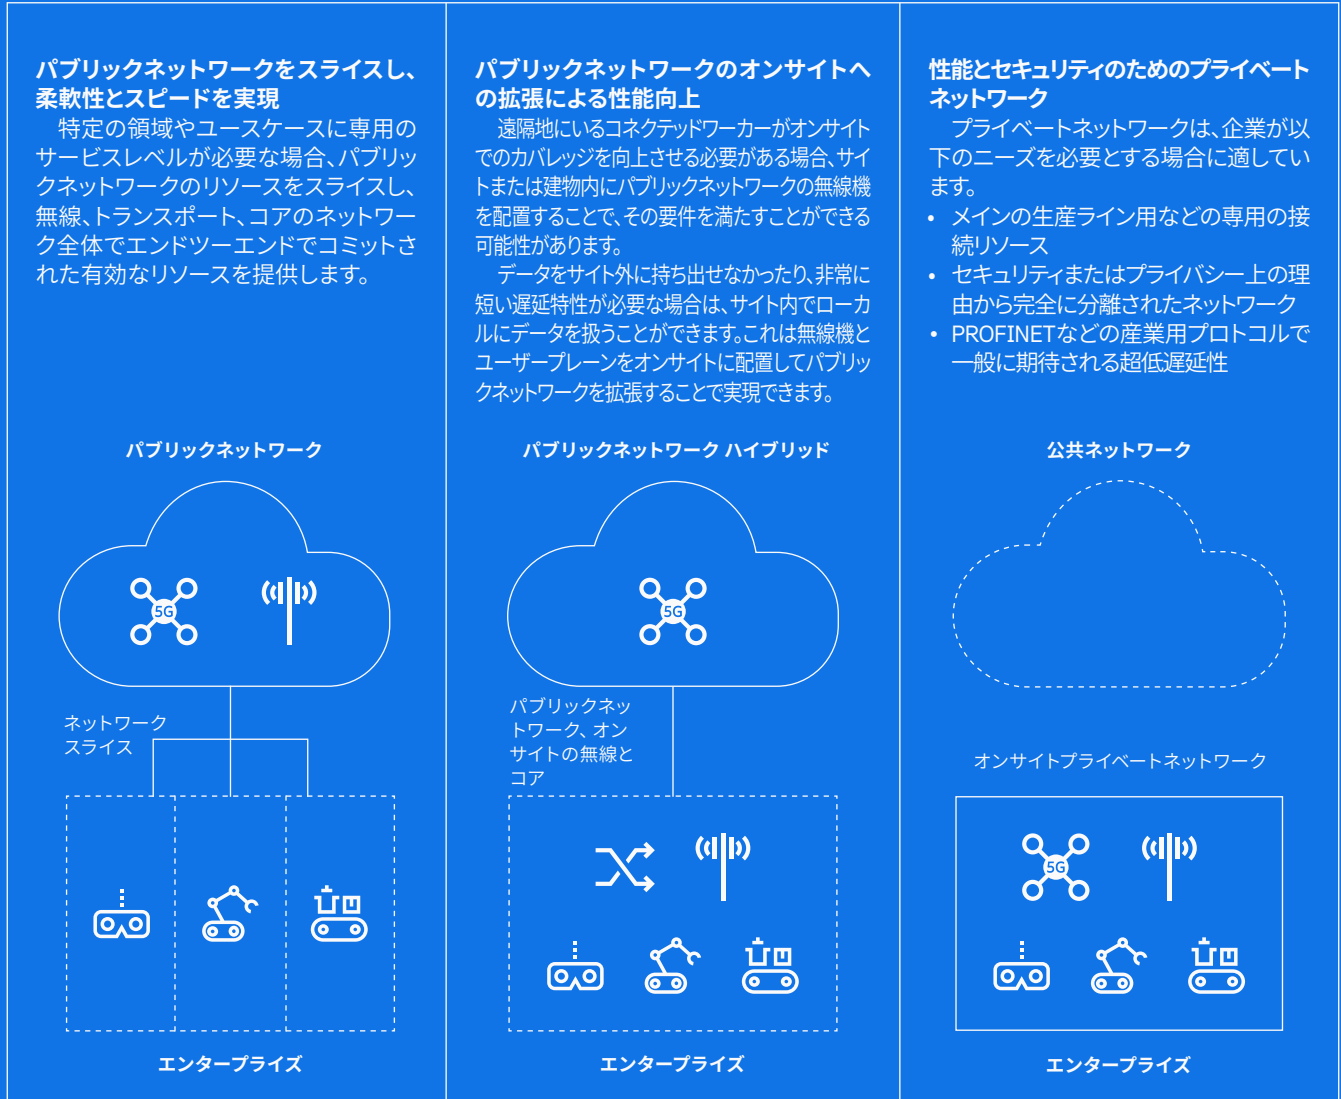 パブリックネットワークをスライスし、
柔軟性とスピードを実現
特定の領域やユースケースに専用の
サービスレベルが必要な場合、パブリッ
クネットワークのリソースをスライスし、
無線、トランスポート、コアのネットワー
ク全体でエンドツーエンドでコミットさ
れた有効なリソースを提供します。
パブリックネットワーク
5G
ネットワーク
スライス
エンタープライズ
パブリックネットワークのオンサイトへ
の拡張による性能向上
遠隔地にいるコネクテッドワーカーがオンサイト
でのカバレッジを向上させる必要がある場合、サイ
トまたは建物内にパブリックネットワークの無線機
を配置することで、その要件を満たすことができる
可能性があります。
データをサイト外に持ち出せなかったり、非常に
短い遅延特性が必要な場合は、サイト内でローカ
ルにデータを扱うことができます。これは無線機と
ユーザープレーンをオンサイトに配置してパブリッ
クネットワークを拡張することで実現できます。
パブリックネットワーク ハイブリッド
5G
パブリックネッ
トワーク、オン
サイトの無線と
コア
エンタープライズ
性能とセキュリティのためのプライベート
ネットワーク
プライベートネットワークは、企業が以
下のニーズを必要とする場合に適してい
ます。
• メインの生産ライン用などの専用の接
続リソース
• セキュリティまたはプライバシー上の理
由から完全に分離されたネットワーク
• PROFINETなどの産業用プロトコルで
一般に期待される超低遅延性
公共ネットワーク
オンサイトプライベートネットワーク
5G
エンタープライズ